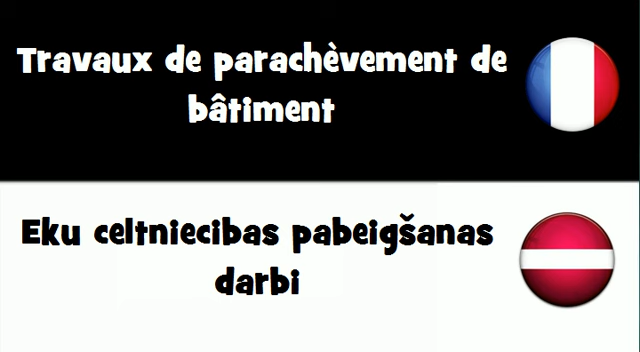 Travaux de parachèvement de
bâtiment
Eku celtniecibas pabeigšanas
darbi